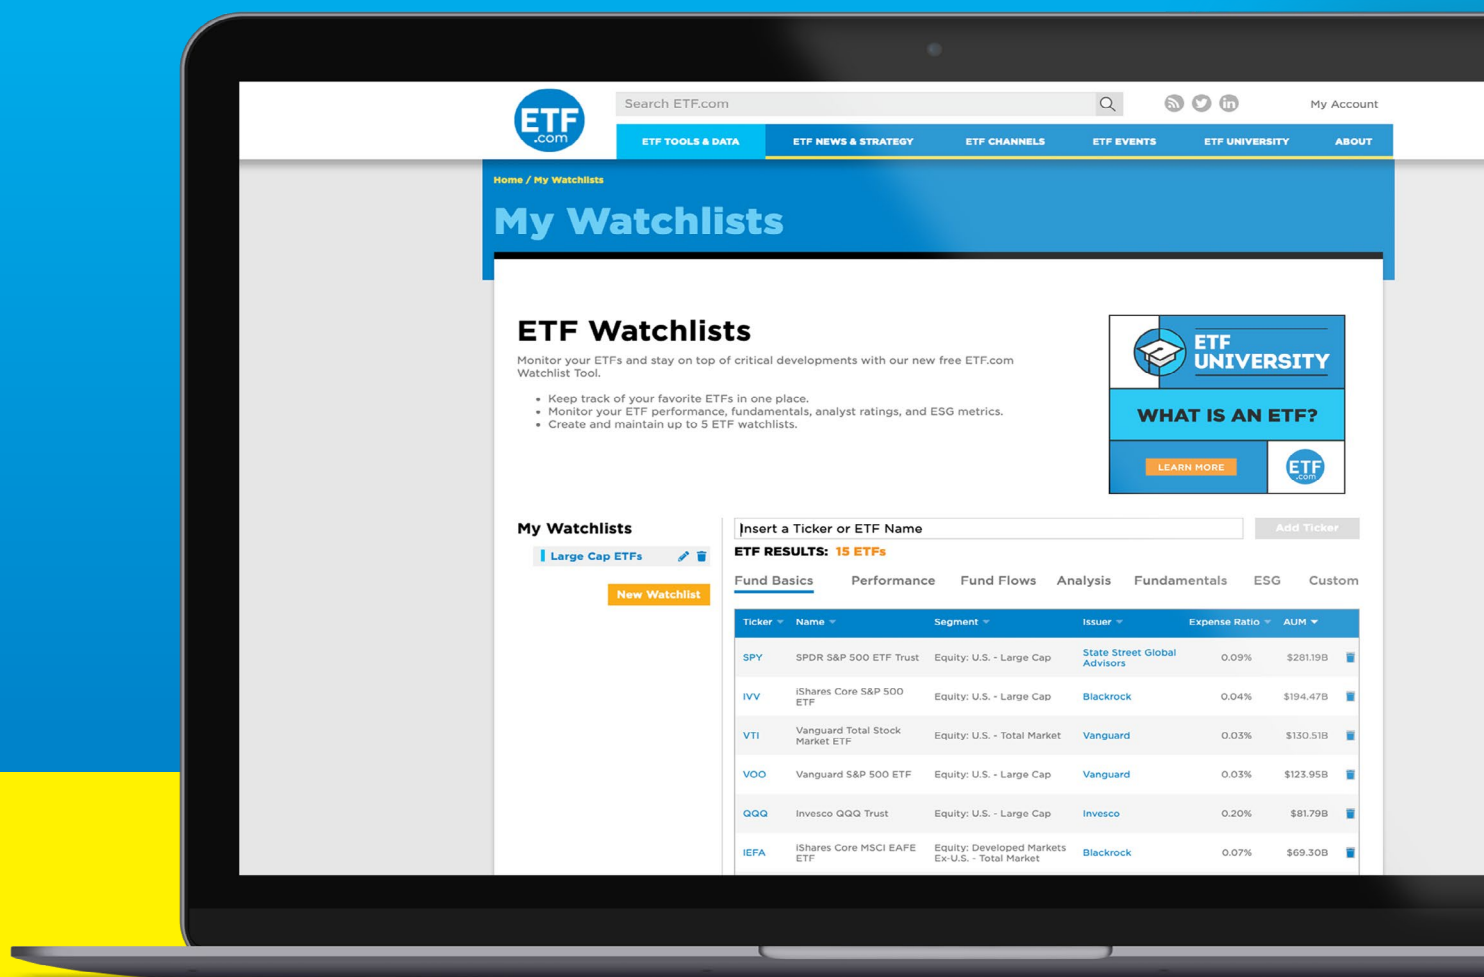 ETF
.com
Search ETF.com
in
My Account
ETF TOOLS & DATA
ETF NEWS & STRATEGY
ETF CHANNELS
ETF EVENTS
ETF UNIVERSITY
ABOUT
Home / My Watchlists
My Watchlists
ETF Watchlists
Monitor your ETFs and stay on top of critical developments with our new free ETF.com
Watchlist Tool.
• Keep track of your favorite ETFs in one place.
• Monitor your ETF performance, fundamentals, analyst ratings, and ESG metrics.
• Create and maintain up to 5 ETF watchlists.
ETF
UNIVERSITY
WHAT IS AN ETF?
LEARN MORE
ETF
.com
My Watchlists
Large Cap ETFs
New Watchlist
Insert a Ticker or ETF Name
Add Ticker
ETF RESULTS: 15 ETFs
Fund Basics Performance Fund Flows Analysis Fundamentals ESG Custom
Ticker Name Segment Issuer Expense Ratio AUM
SPY SPDR S&P 500 ETF Trust Equity: U.S. - Large Cap State Street Global
Advisors 0.09% $281.19B
IVV iShares Core S&P 500
ETF Equity: U.S. - Large Cap Blackrock 0.04% $194.47B
VTI Vanguard Total Stock
Market ETF Equity: U.S. - Total Market Vanguard 0.03% $130.51B
VOO Vanguard S&P 500 ETF Equity: U.S. - Large Cap Vanguard 0.03% $123.95B
QQQ Invesco QQQ Trust Equity: U.S. - Large Cap Invesco 0.20% $81.79B
IEFA iShares Core MSCI EAFE
ETF Equity: Developed Markets
Ex-U.S. - Total Market Blackrock 0.07% $69.30B